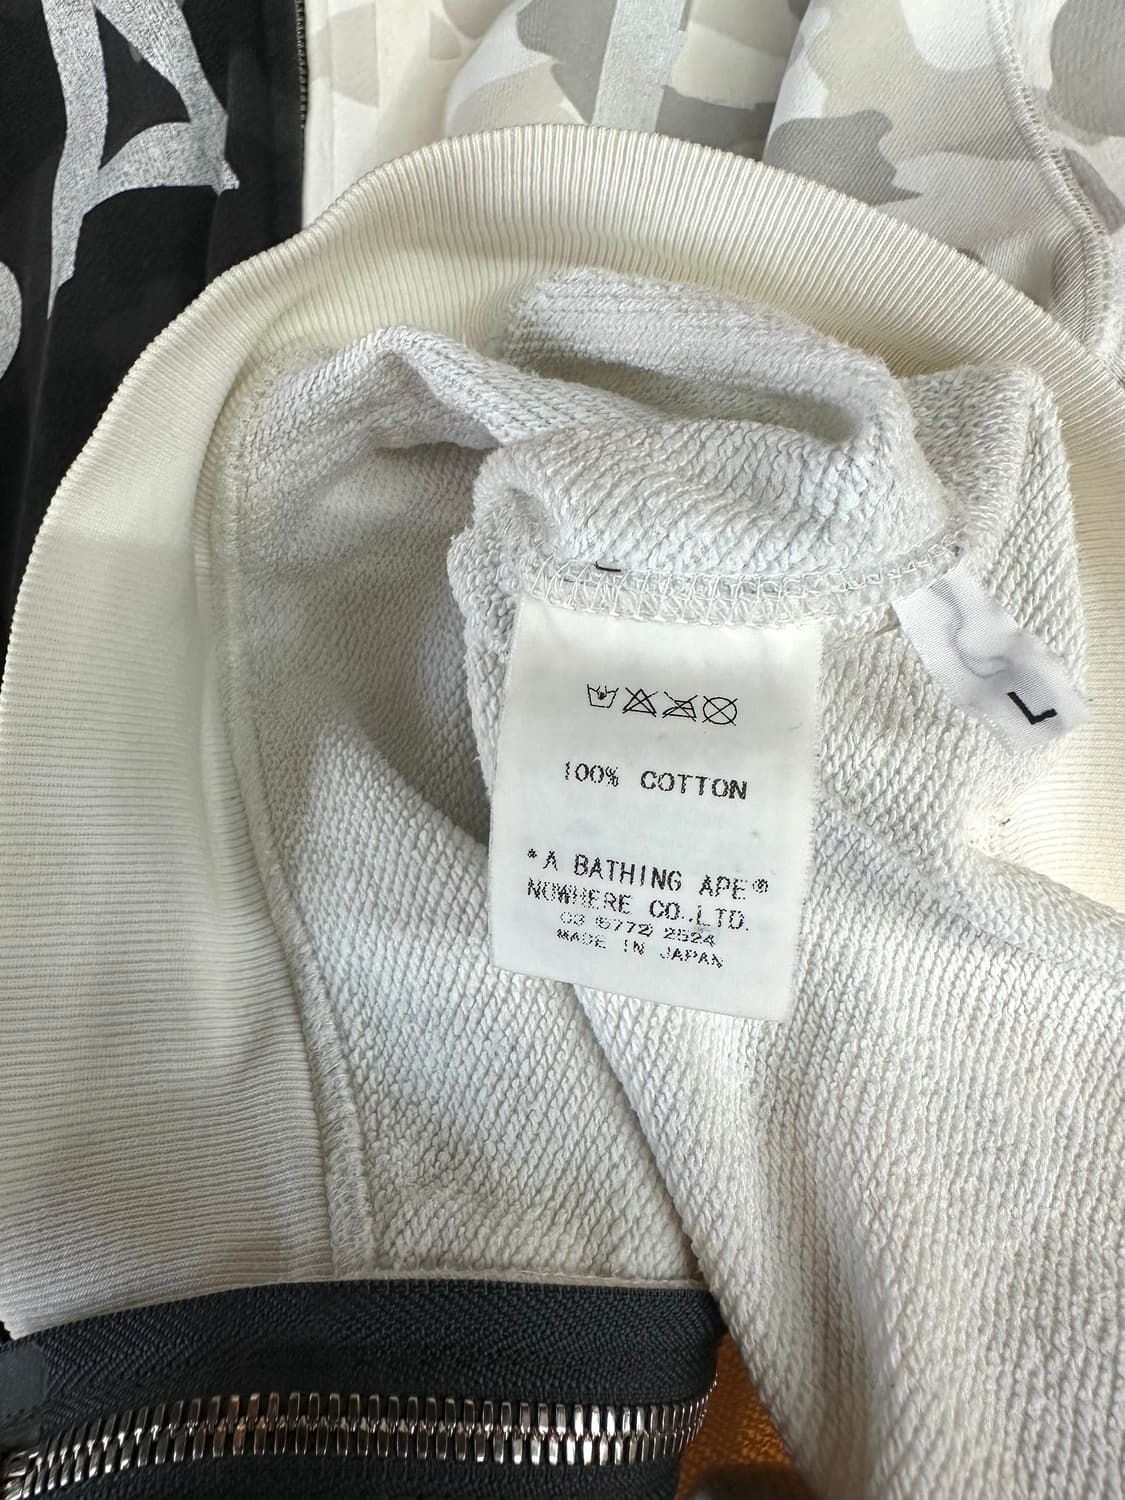 100% COTTON
*A BATHING APE®
NOWHERE CO.,LTD.
03 (5772) 2524
MADE IN JAPAN
L